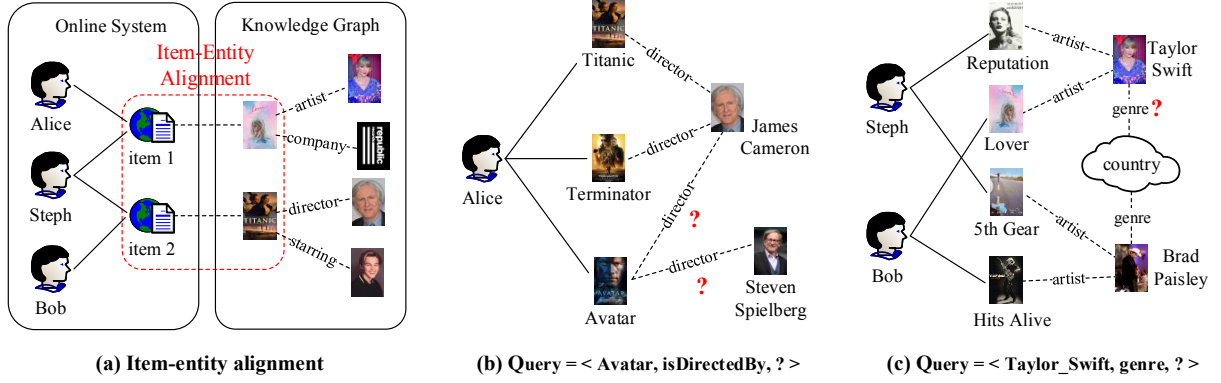 Online System
Knowledge Graph
Item-Entity
Alignment
Alice
Steph
Bob
item 1
item 2
artist
company
republic
director
TITANIC
starring
(a) Item-entity alignment
TITANIC
Titanic
director
Alice
Terminator
director
James
Cameron
director
?
director
?
Avatar
Steven
Spielberg
(b) Query = < Avatar, isDirectedBy, ? >
Reputation
artist
Taylor
Swift
Steph
Lover
artist
genre ?
country
5th Gear
genre
artist
Bob
Brad
Paisley
Hits Alive
artist
(c) Query = < Taylor_Swift, genre, ? >